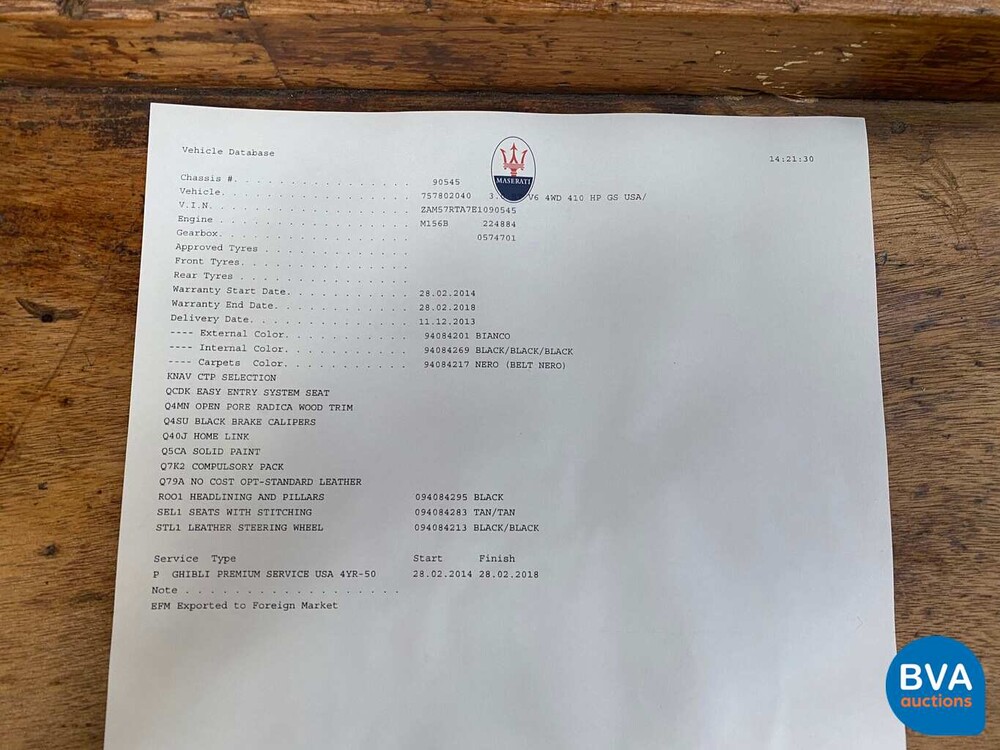 Vehicle Database 14:21:30
MASERATI
Chassis #. . . . . . . . . . . . . . 90545
Vehicle. . . . . . . . . . . . . . . 757802040 3. V6 4WD 410 HP GS USA/
V.I.N. . . . . . . . . . . . . . . . ZAM57RTA7E1090545
Engine . . . . . . . . . . . . . . . M156B 224884
Gearbox. . . . . . . . . . . . . . . 0574701
Approved Tyres . . . . . . . . . . .
Front Tyres. . . . . . . . . . . . .
Rear Tyres . . . . . . . . . . . . .
Warranty Start Date. . . . . . . . . 28.02.2014
Warranty End Date. . . . . . . . . . 28.02.2018
Delivery Date. . . . . . . . . . . . 11.12.2013
---- External Color. . . . . . . . . 94084201 BIANCO
---- Internal Color. . . . . . . . . 94084269 BLACK/BLACK/BLACK
---- Carpets Color. . . . . . . . . 94084217 NERO (BELT NERO)
KNAV CTP SELECTION
QCDK EASY ENTRY SYSTEM SEAT
Q4MN OPEN PORE RADICA WOOD TRIM
Q4SU BLACK BRAKE CALIPERS
Q40J HOME LINK
Q5CA SOLID PAINT
Q7K2 COMPULSORY PACK
Q79A NO COST OPT-STANDARD LEATHER
ROO1 HEADLINING AND PILLARS 094084295 BLACK
SEL1 SEATS WITH STITCHING 094084283 TAN/TAN
STL1 LEATHER STEERING WHEEL 094084213 BLACK/BLACK
Service Type Start Finish
P GHIBLI PREMIUM SERVICE USA 4YR-50 28.02.2014 28.02.2018
Note . . . . . . . . . . . . . . . . . .
EFM Exported to Foreign Market
BVA
auctions